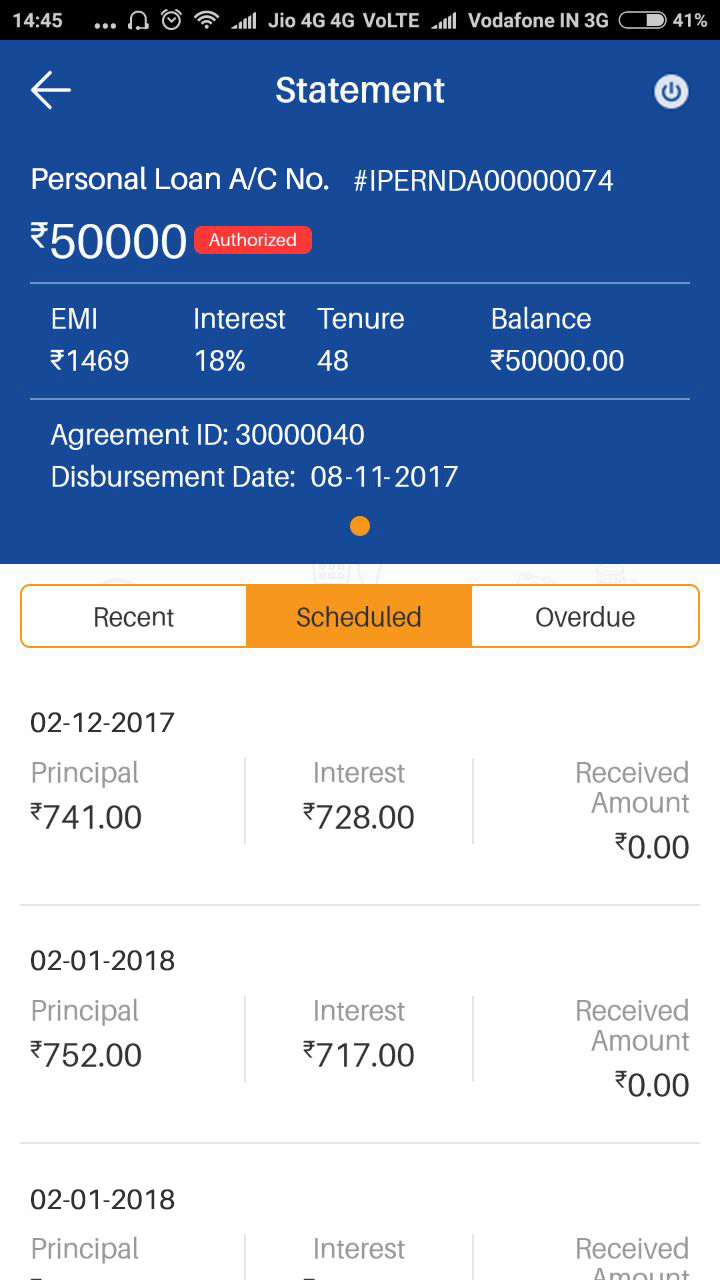 14:45 ... Jio 4G 4G VoLTE Vodafone IN 3G 41%
Statement
Personal Loan A/C No. #IPERNDA00000074
₹50000 Authorized
EMI Interest Tenure Balance
₹1469 18% 48 ₹50000.00
Agreement ID: 30000040
Disbursement Date: 08-11-2017
Recent Scheduled Overdue
02-12-2017
Principal Interest Received
Amount
₹741.00 ₹728.00
₹0.00
02-01-2018
Principal Interest Received
Amount
₹752.00 ₹717.00
₹0.00
02-01-2018
Principal Interest Received
Amount